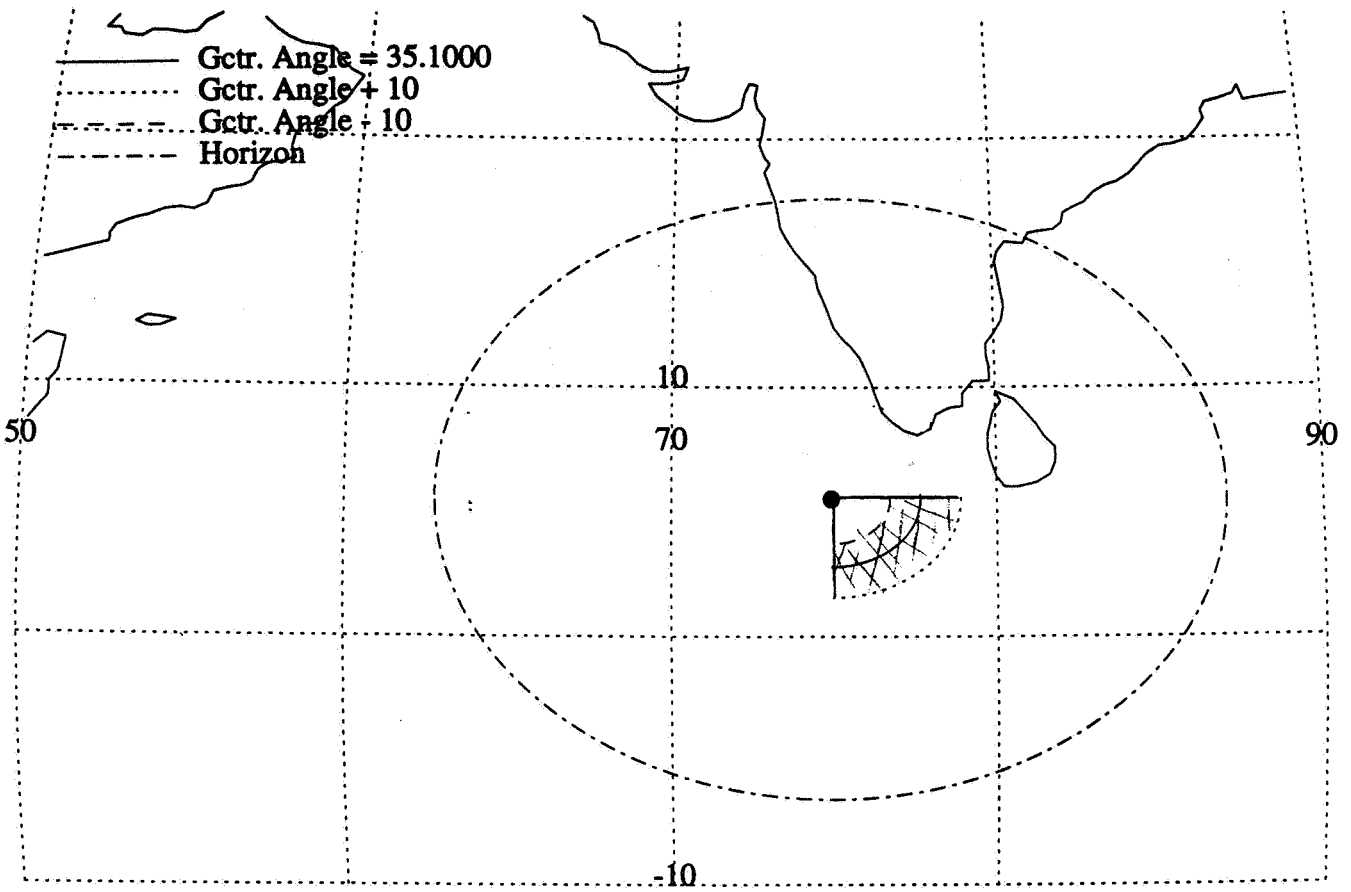 Gctr. Angle = 35.1000
Gctr. Angle + 10
Gctr. Angle - 10
Horizon
10
50
70
90
-10